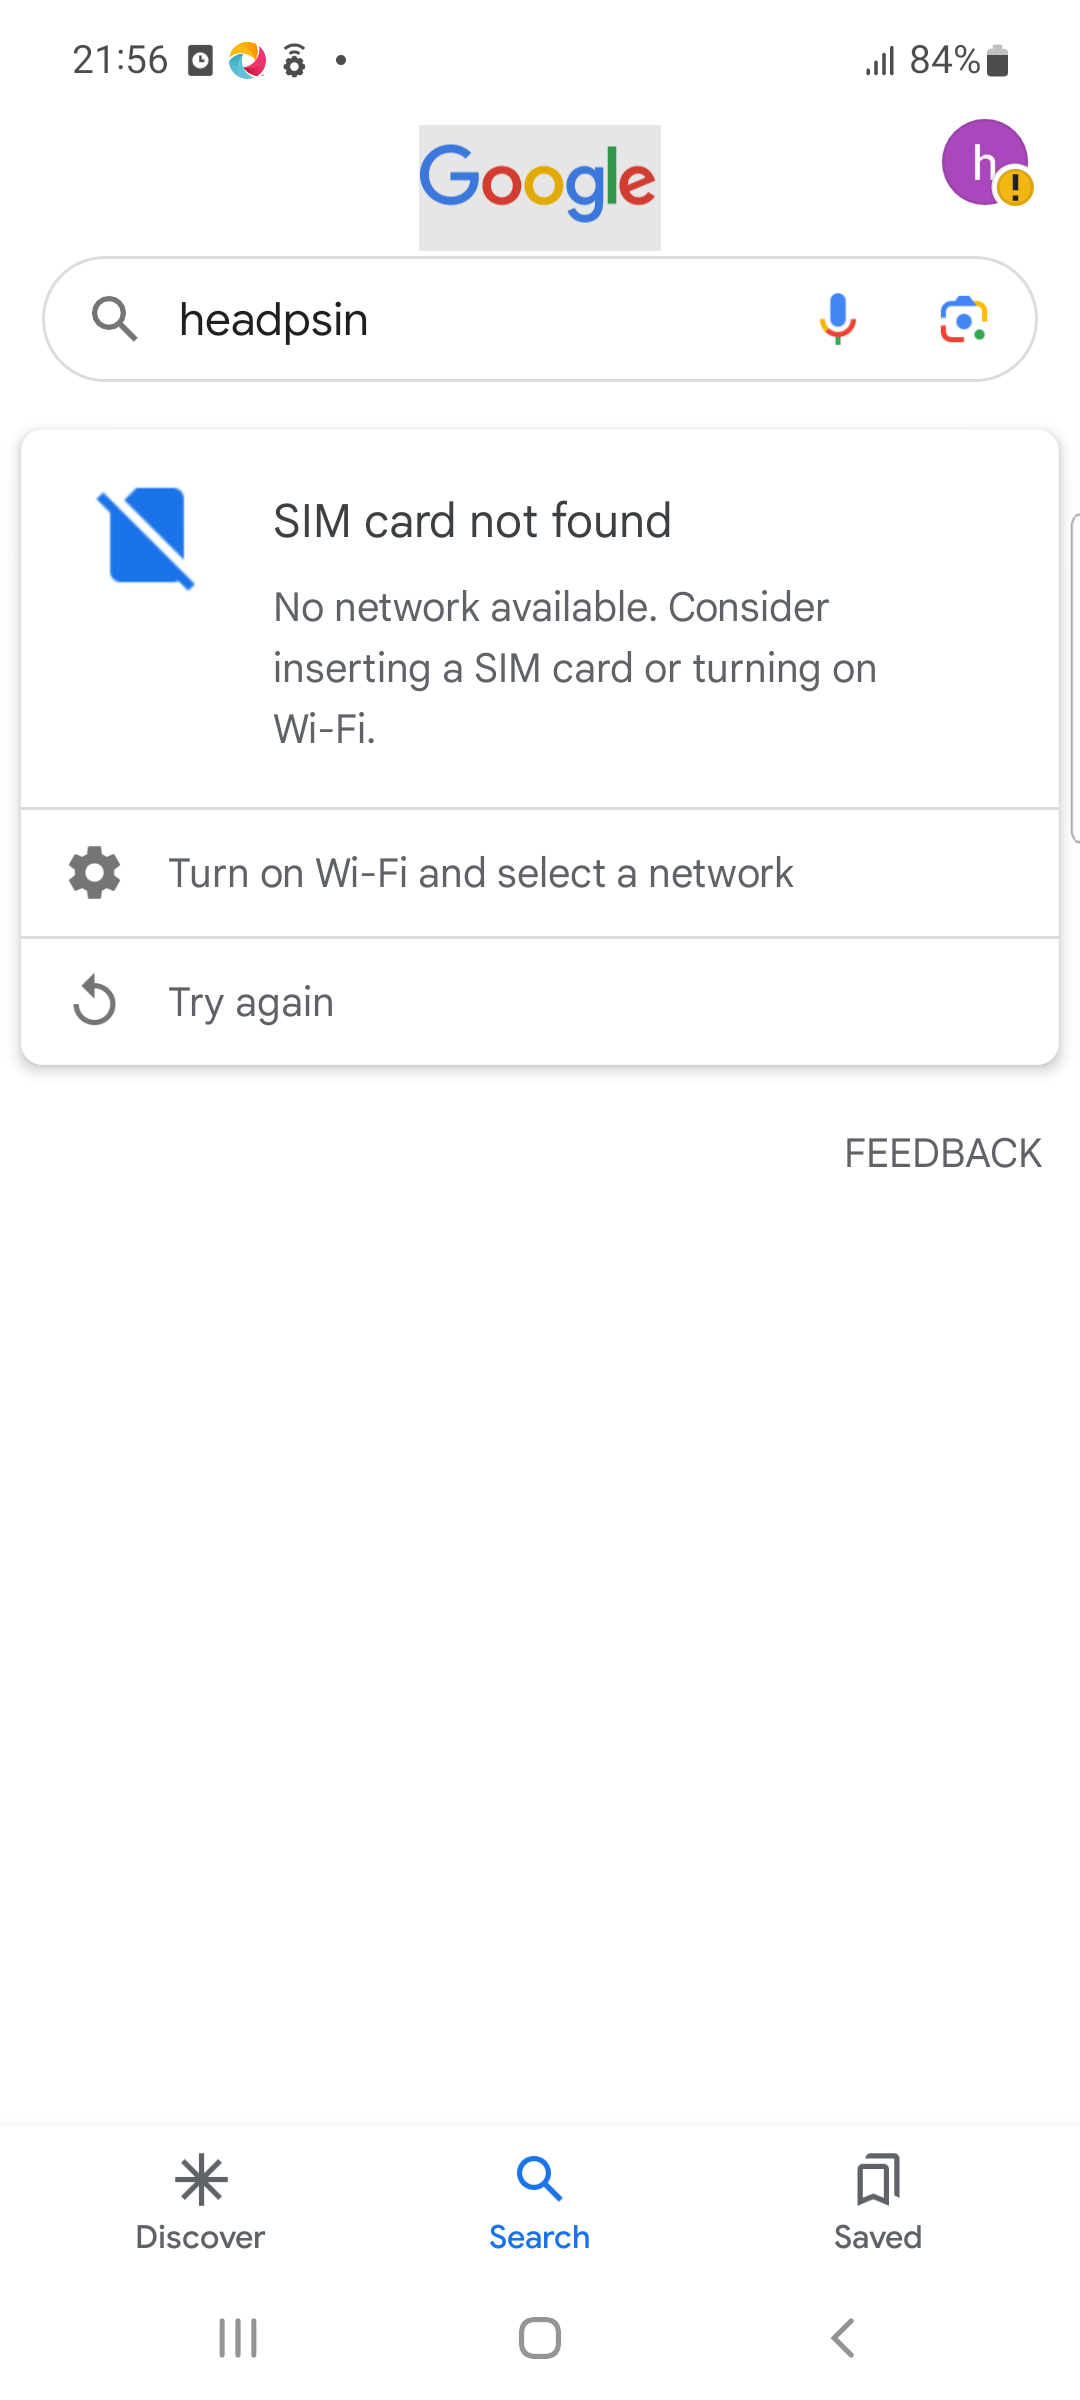 21:56 84%
Google
h
headpsin
SIM card not found
No network available. Consider
inserting a SIM card or turning on
Wi-Fi.
Turn on Wi-Fi and select a network
Try again
FEEDBACK
Discover Search Saved